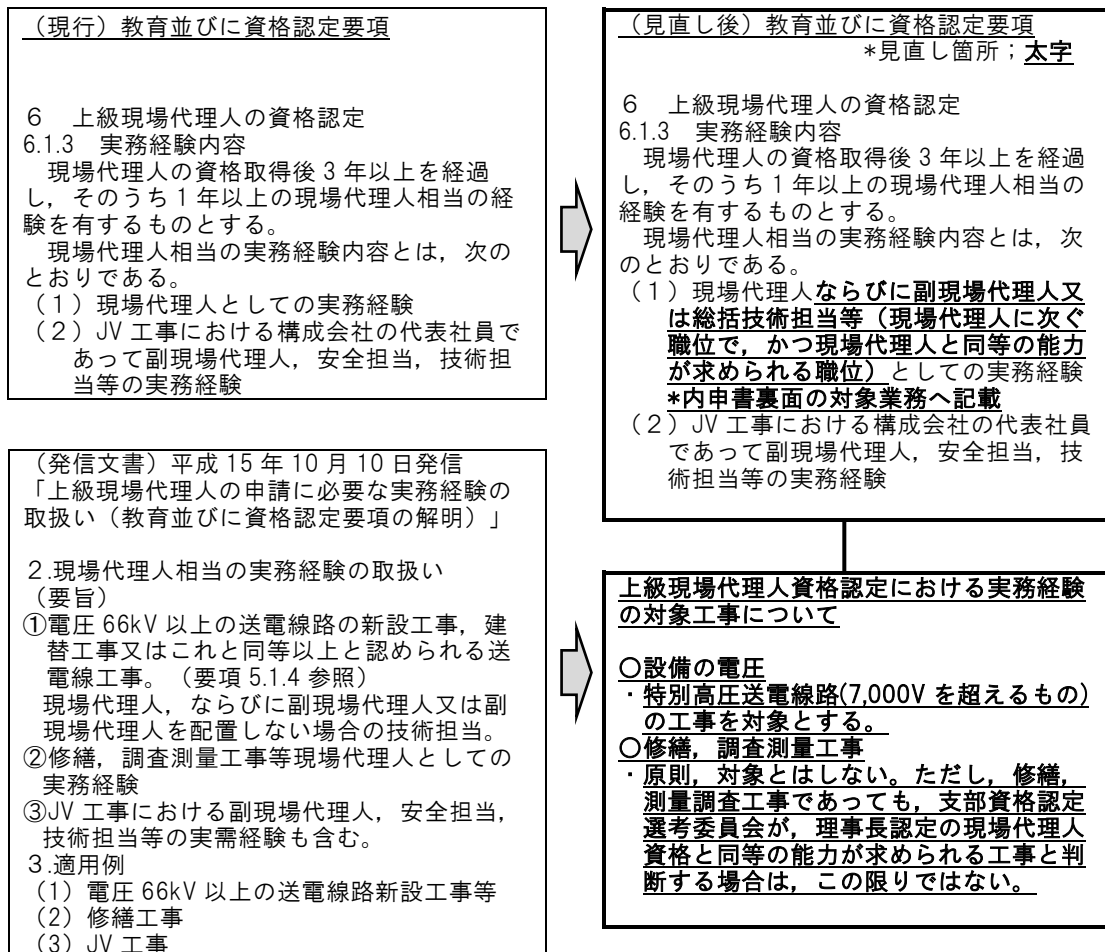 （現行）教育並びに資格認定要項
６　上級現場代理人の資格認定
6.1.3　実務経験内容
　現場代理人の資格取得後３年以上を経過
し，そのうち１年以上の現場代理人相当の経
験を有するものとする。
　現場代理人相当の実務経験内容とは，次の
とおりである。
（１）現場代理人としての実務経験
（２）JV 工事における構成会社の代表社員で
あって副現場代理人，安全担当，技術担
当等の実務経験
（発信文書）平成 15 年 10 月 10 日発信
「上級現場代理人の申請に必要な実務経験の
取扱い（教育並びに資格認定要項の解明）」
２.現場代理人相当の実務経験の取扱い
（要旨）
①電圧 66kV 以上の送電線路の新設工事，建
替工事又はこれと同等以上と認められる送
電線工事。（要項 5.1.4 参照）
現場代理人，ならびに副現場代理人又は副
現場代理人を配置しない場合の技術担当。
②修繕，調査測量工事等現場代理人としての
実務経験
③JV 工事における副現場代理人，安全担当，
技術担当等の実需経験も含む。
３.適用例
（1）電圧 66kV 以上の送電線路新設工事等
（2）修繕工事
（3）JV 工事
（見直し後）教育並びに資格認定要項
*見直し箇所；太字
６　上級現場代理人の資格認定
6.1.3　実務経験内容
　現場代理人の資格取得後３年以上を経過
し，そのうち１年以上の現場代理人相当の
経験を有するものとする。
　現場代理人相当の実務経験内容とは，次
のとおりである。
（１）現場代理人ならびに副現場代理人又
は総括技術担当等（現場代理人に次ぐ
職位で，かつ現場代理人と同等の能力
が求められる職位）としての実務経験
*内申書裏面の対象業務へ記載
（２）JV 工事における構成会社の代表社員
であって副現場代理人，安全担当，技
術担当等の実務経験
上級現場代理人資格認定における実務経験
の対象工事について
〇設備の電圧
・特別高圧送電線路(7,000V を超えるもの)
の工事を対象とする。
〇修繕，調査測量工事
・原則，対象とはしない。ただし，修繕，
測量調査工事であっても，支部資格認定
選考委員会が，理事長認定の現場代理人
資格と同等の能力が求められる工事と判
断する場合は，この限りではない。